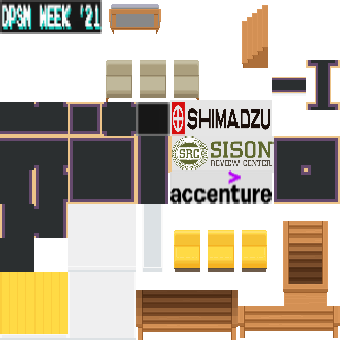 DPSM WEEK '21
SHIMADZU
SRC SISON
REVIEW CENTER
>
accenture